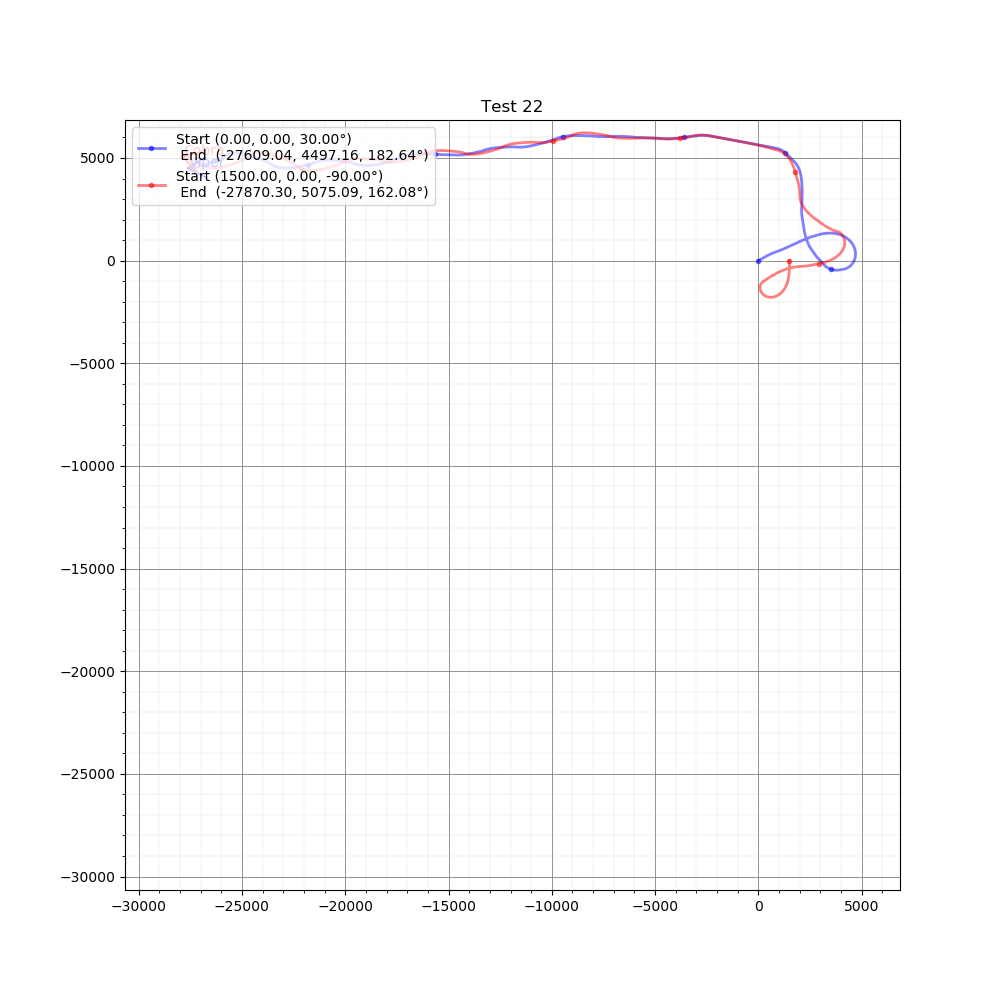 Test 22
Start (0.00, 0.00, 30.00°)
End (-27609.04, 4497.16, 182.64°)
Start (1500.00, 0.00, -90.00°)
End (-27870.30, 5075.09, 162.08°)
5000
0
−5000
−10000
−15000
−20000
−25000
−30000
−30000 −25000 −20000 −15000 −10000 −5000 0 5000